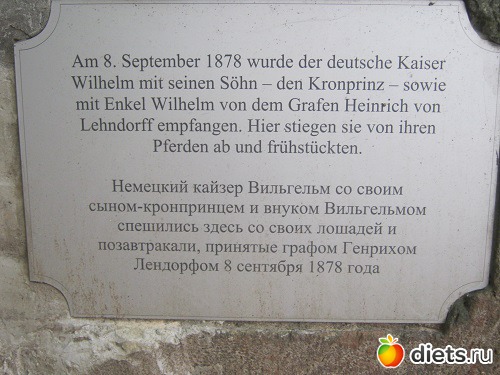 Am 8. September 1878 wurde der deutsche Kaiser
Wilhelm mit seinen Söhn – den Kronprinz – sowie
mit Enkel Wilhelm von dem Grafen Heinrich von
Lehndorff empfangen. Hier stiegen sie von ihren
Pferden ab und frühstückten.
Немецкий кайзер Вильгельм со своим
сыном-кронпринцем и внуком Вильгельмом
спешились здесь со своих лошадей и
позавтракали, принятые графом Генрихом
Лендорфом 8 сентября 1878 года
diets.ru